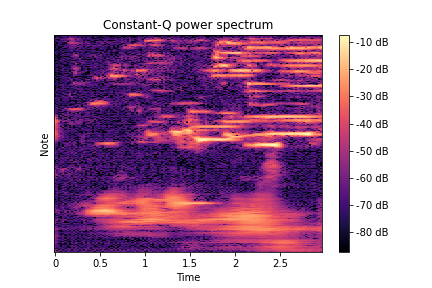 Constant-Q power spectrum
Note
-10 dB
-20 dB
-30 dB
-40 dB
-50 dB
-60 dB
-70 dB
-80 dB
0 0.5 1 1.5 2 2.5
Time